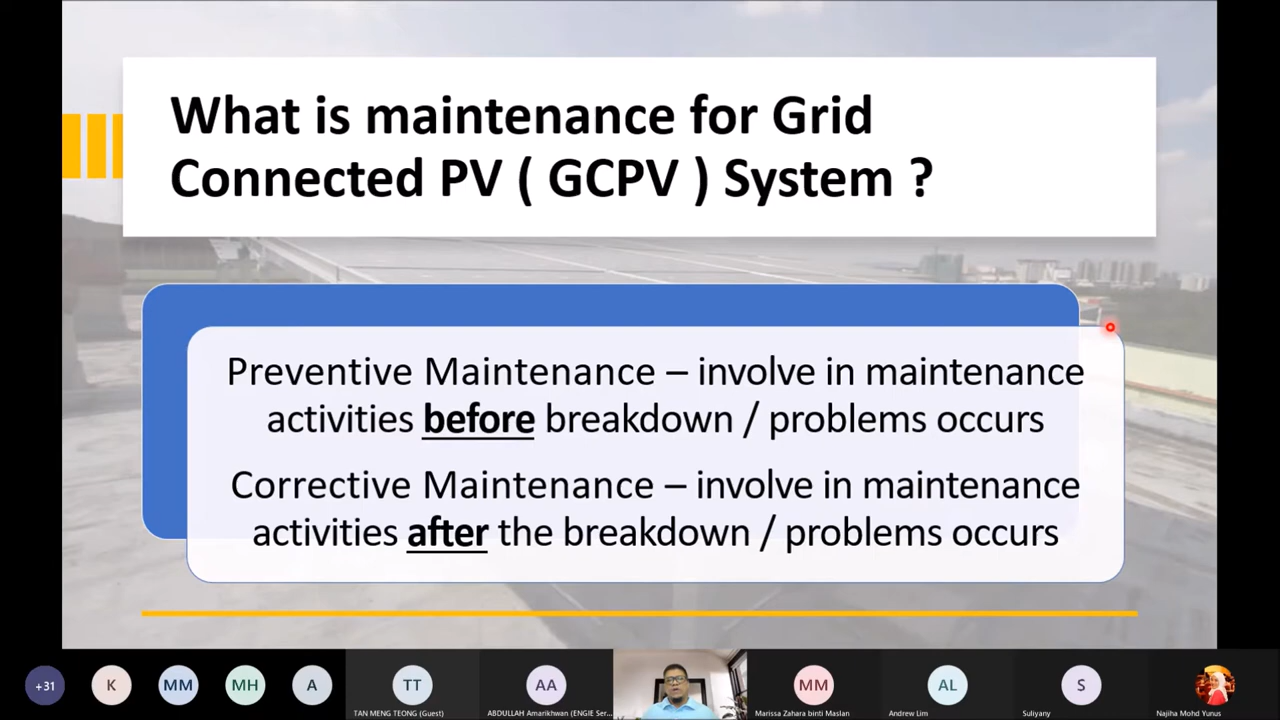 What is maintenance for Grid
Connected PV ( GCPV ) System ?
Preventive Maintenance – involve in maintenance
activities before breakdown / problems occurs
Corrective Maintenance – involve in maintenance
activities after the breakdown / problems occurs
+31
K
MM
MH
A
TT
AA
MM
AL
S
TAN MENG TEONG (Guest)
ABDULLAH Amarikhwan (ENGIE Ser...
Marissa Zahara binti Maslan
Andrew Lim
Suliyany
Najiha Mohd Yunus